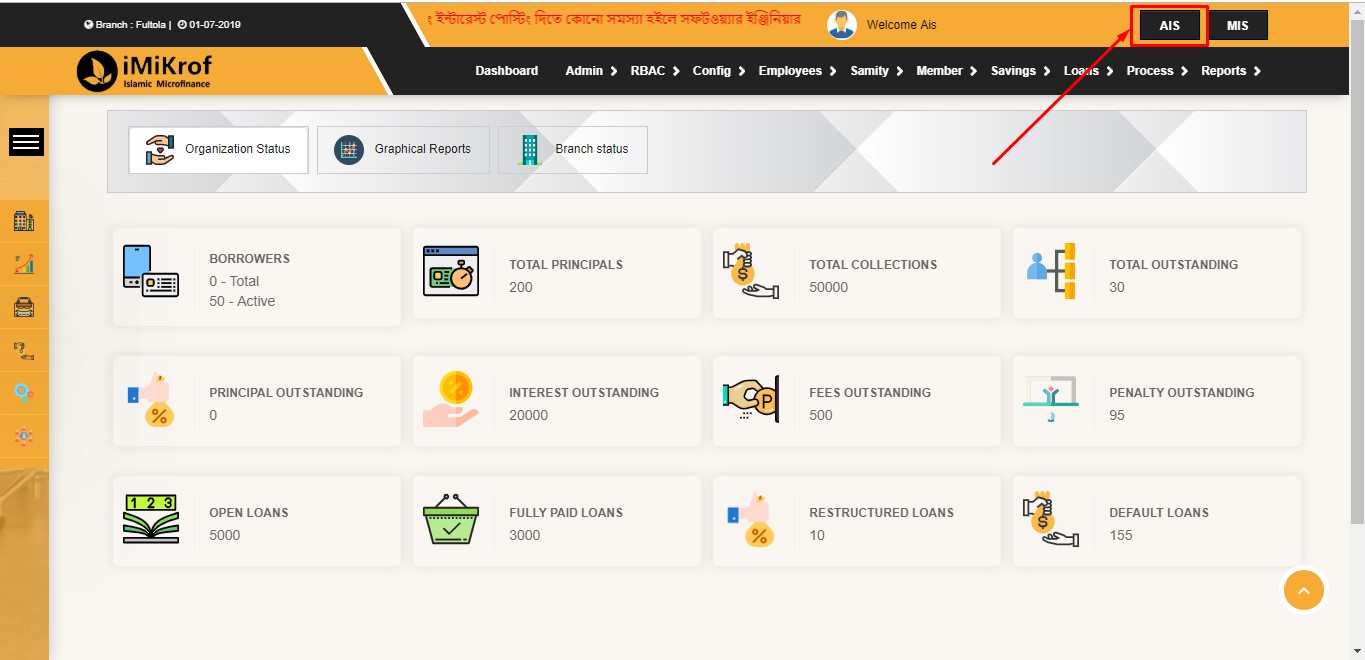 Branch : Fultola | 01-07-2019
ইন্টারেস্ট পোস্টিং দিতে কোনো সমস্যা হইলে সফটওয়্যার ইঞ্জিনিয়ার
Welcome Ais
AIS
MIS
iMiKrof
Islamic Microfinance
Dashboard Admin RBAC Config Employees Samity Member Savings Loans Process Reports
Organization Status
Graphical Reports
Branch status
BORROWERS
0 - Total
50 - Active
TOTAL PRINCIPALS
200
TOTAL COLLECTIONS
50000
TOTAL OUTSTANDING
30
PRINCIPAL OUTSTANDING
0
INTEREST OUTSTANDING
20000
FEES OUTSTANDING
500
PENALTY OUTSTANDING
95
1 2 3
OPEN LOANS
5000
FULLY PAID LOANS
3000
RESTRUCTURED LOANS
10
DEFAULT LOANS
155